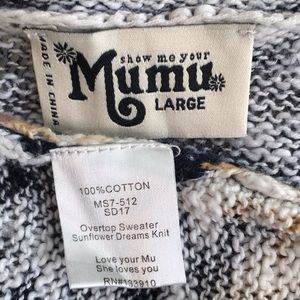 MADE IN CHINA
show me your
Mumu
LARGE
100%COTTON
MS7-512
SD17
Overtop Sweater
Sunflower Dreams Knit
Love your Mu
She loves you
RN#133910